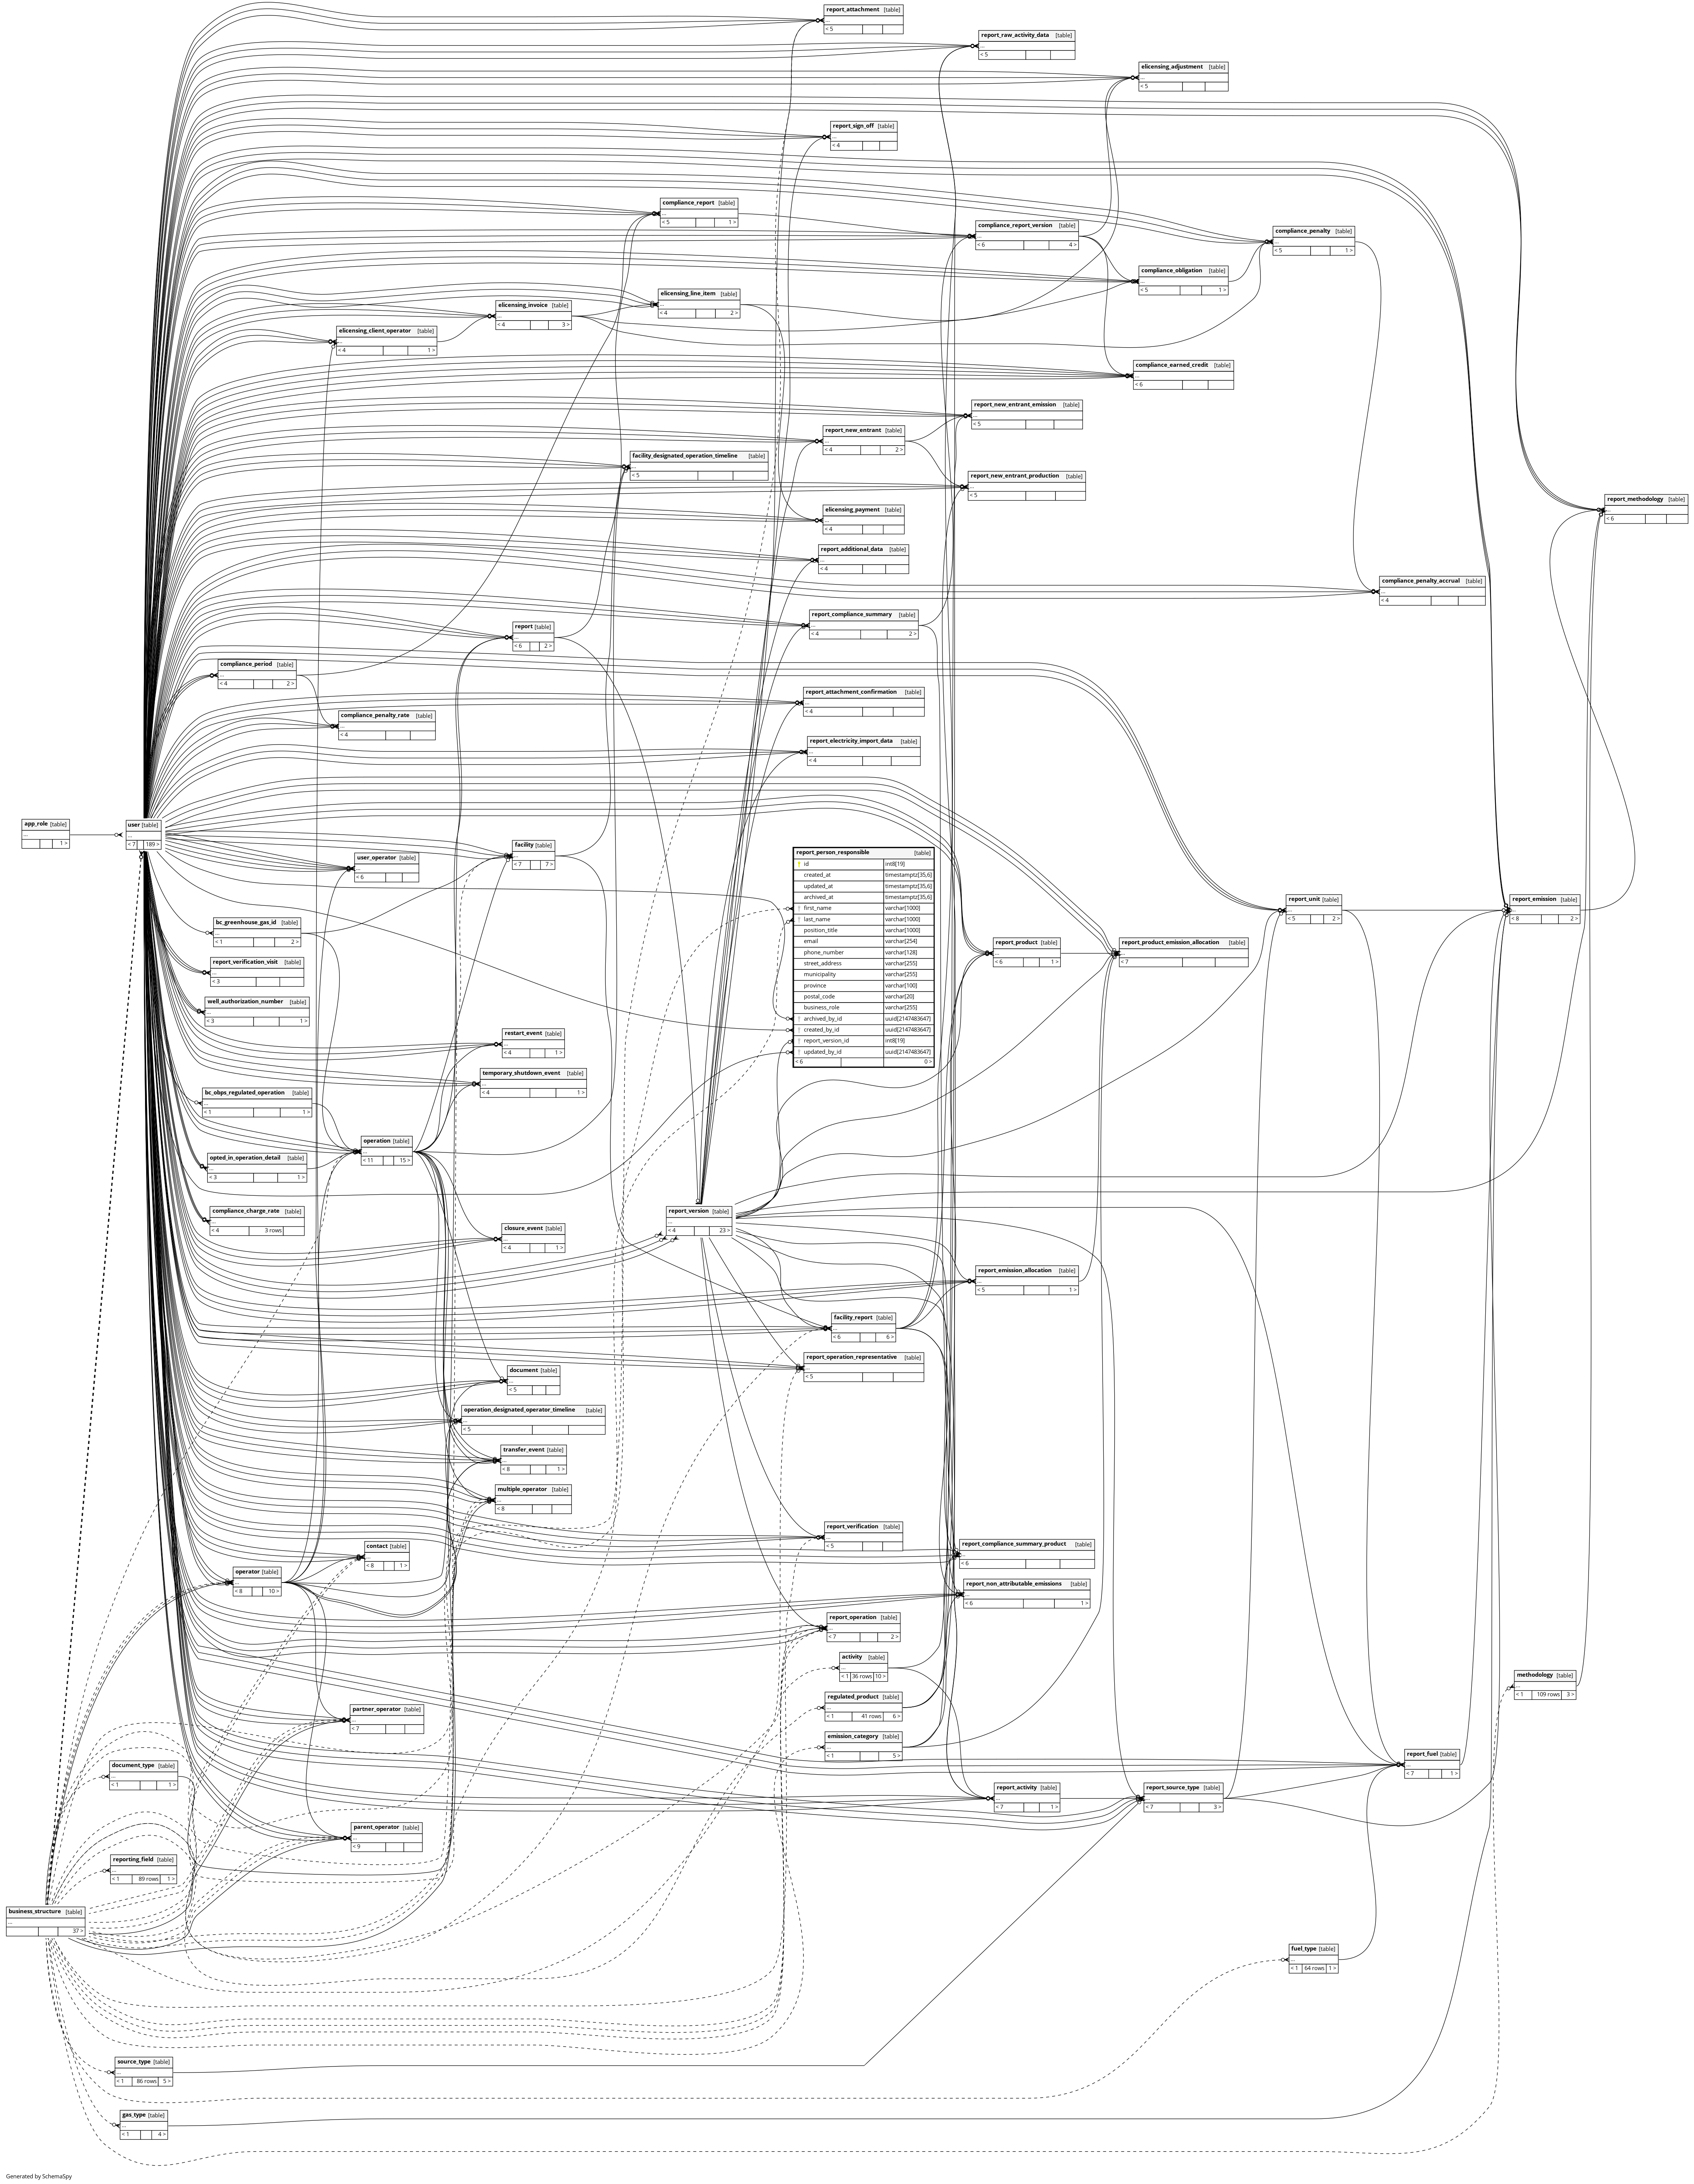 report_attachment [table]
...
< 5
report_raw_activity_data [table]
...
< 5
elicensing_adjustment [table]
...
< 5
report_sign_off [table]
...
< 4
compliance_report [table]
...
< 5 1 >
compliance_report_version [table]
...
< 6 4 >
compliance_penalty [table]
...
< 5 1 >
compliance_obligation [table]
...
< 5 1 >
elicensing_line_item [table]
...
< 4 2 >
elicensing_invoice [table]
...
< 4 3 >
elicensing_client_operator [table]
...
< 4 1 >
compliance_earned_credit [table]
...
< 6
report_new_entrant_emission [table]
...
< 5
report_new_entrant [table]
...
< 4 2 >
facility_designated_operation_timeline [table]
...
< 5
report_new_entrant_production [table]
...
< 5
report_methodology [table]
...
< 6
elicensing_payment [table]
...
< 4
report_additional_data [table]
...
< 4
compliance_penalty_accrual [table]
...
< 4
report_compliance_summary [table]
...
< 4 2 >
report [table]
...
< 6 2 >
compliance_period [table]
...
< 4 2 >
report_attachment_confirmation [table]
...
< 4
compliance_penalty_rate [table]
...
< 4
report_electricity_import_data [table]
...
< 4
app_role [table]
...
1 >
user [table]
...
< 7 189 >
facility [table]
...
< 7 7 >
user_operator [table]
...
< 6
report_person_responsible [table]
id int8[19]
created_at timestamptz[35,6]
updated_at timestamptz[35,6]
archived_at timestamptz[35,6]
first_name varchar[1000]
last_name varchar[1000]
position_title varchar[1000]
email varchar[254]
phone_number varchar[128]
street_address varchar[255]
municipality varchar[255]
province varchar[100]
postal_code varchar[20]
business_role varchar[255]
archived_by_id uuid[2147483647]
created_by_id uuid[2147483647]
report_version_id int8[19]
updated_by_id uuid[2147483647]
< 6 0 >
report_unit [table]
...
< 5 2 >
report_emission [table]
...
< 8 2 >
bc_greenhouse_gas_id [table]
...
< 1 2 >
report_product [table]
...
< 6 1 >
report_product_emission_allocation [table]
...
< 7
report_verification_visit [table]
...
< 3
well_authorization_number [table]
...
< 3 1 >
restart_event [table]
...
< 4 1 >
temporary_shutdown_event [table]
...
< 4 1 >
bc_obps_regulated_operation [table]
...
< 1 1 >
operation [table]
...
< 11 15 >
opted_in_operation_detail [table]
...
< 3 1 >
compliance_charge_rate [table]
...
< 4 3 rows
report_version [table]
...
< 4 23 >
closure_event [table]
...
< 4 1 >
report_emission_allocation [table]
...
< 5 1 >
facility_report [table]
...
< 6 6 >
report_operation_representative [table]
...
< 5
document [table]
...
< 5
operation_designated_operator_timeline [table]
...
< 5
transfer_event [table]
...
< 8 1 >
multiple_operator [table]
...
< 8
report_verification [table]
...
< 5
contact [table]
...
< 8 1 >
report_compliance_summary_product [table]
...
< 6
operator [table]
...
< 8 10 >
report_non_attributable_emissions [table]
...
< 6 1 >
report_operation [table]
...
< 7 2 >
activity [table]
...
< 1 36 rows 10 >
methodology [table]
...
< 1 109 rows 3 >
regulated_product [table]
...
< 1 41 rows 6 >
partner_operator [table]
...
< 7
emission_category [table]
...
< 1 5 >
report_fuel [table]
...
< 7 1 >
document_type [table]
...
< 1 1 >
report_activity [table]
...
< 7 1 >
report_source_type [table]
...
< 7 3 >
parent_operator [table]
...
< 9
reporting_field [table]
...
< 1 89 rows 1 >
business_structure [table]
...
37 >
fuel_type [table]
...
< 1 64 rows 1 >
source_type [table]
...
< 1 86 rows 5 >
gas_type [table]
...
< 1 4 >
Generated by SchemaSpy